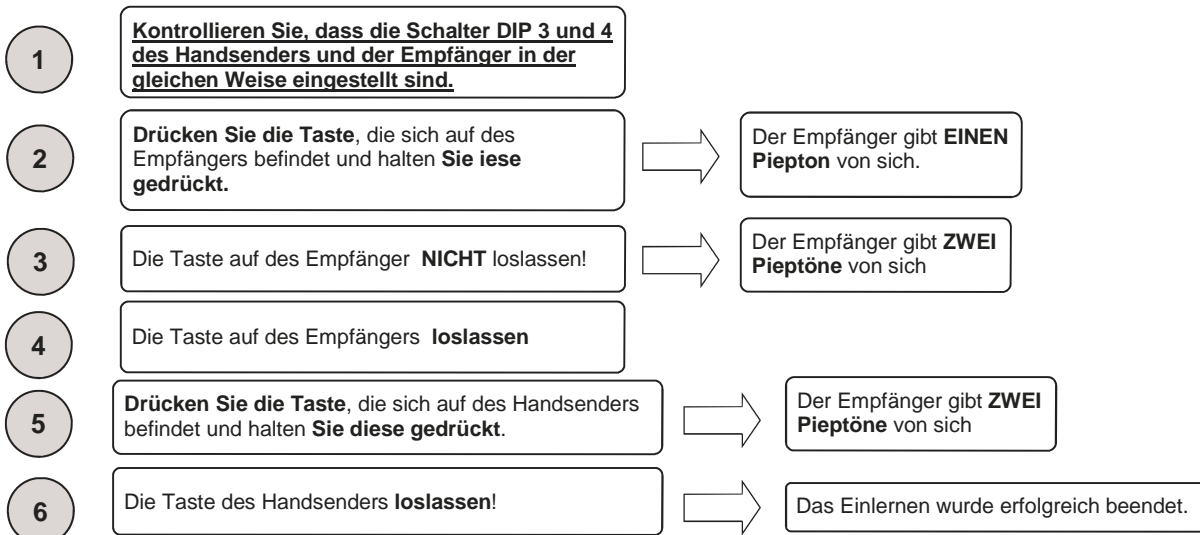 1
Kontrollieren Sie, dass die Schalter DIP 3 und 4
des Handsenders und der Empfänger in der
gleichen Weise eingestellt sind.
2
Drücken Sie die Taste, die sich auf des
Empfängers befindet und halten Sie iese
gedrückt.
Der Empfänger gibt EINEN
Piepton von sich.
3
Die Taste auf des Empfänger NICHT loslassen!
Der Empfänger gibt ZWEI
Pieptöne von sich
4
Die Taste auf des Empfängers loslassen
5
Drücken Sie die Taste, die sich auf des Handsenders
befindet und halten Sie diese gedrückt.
Der Empfänger gibt ZWEI
Pieptöne von sich
6
Die Taste des Handsenders loslassen!
Das Einlernen wurde erfolgreich beendet.